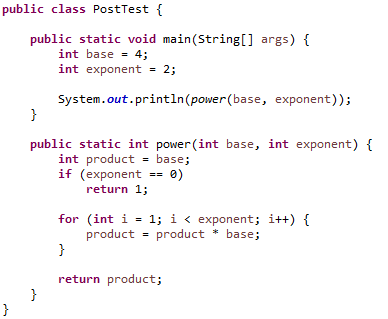 public class PostTest {
public static void main(String[] args) {
int base = 4;
int exponent = 2;
System.out.println(power(base, exponent));
}
public static int power(int base, int exponent) {
int product = base;
if (exponent == 0)
return 1;
for (int i = 1; i < exponent; i++) {
product = product * base;
}
return product;
}
}